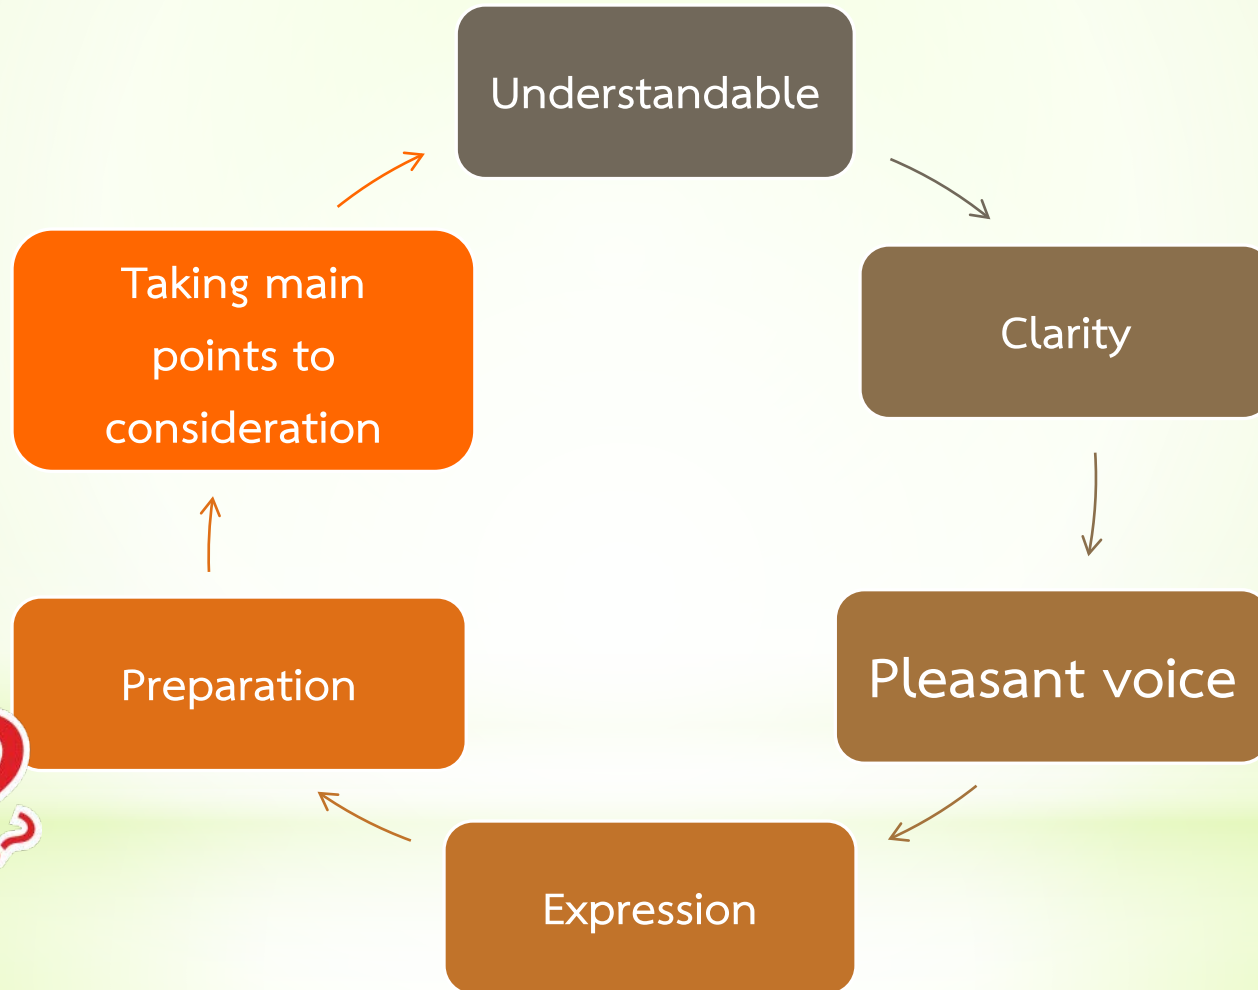 Understandable
Clarity
Pleasant voice
Expression
Preparation
Taking main
points to
consideration